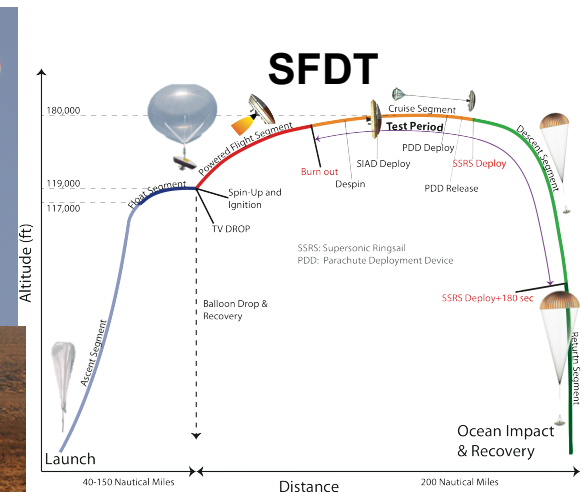 SFDT
180,000
Cruise Segment
Test Period
Powered Flight Segment
Descent Segment
PDD Deploy
SIAD Deploy
SSRS Deploy
Burn out
Despin
PDD Release
119,000
117,000
Float Segment
Spin-Up and
Ignition
TV DROP
Altitude (ft)
SSRS: Supersonic Ringsail
PDD: Parachute Deployment Device
SSRS Deploy+180 sec
Balloon Drop &
Recovery
Ascent Segment
Returtn Segment
Ocean Impact
& Recovery
Launch
40-150 Nautical Miles
Distance
200 Nautical Miles